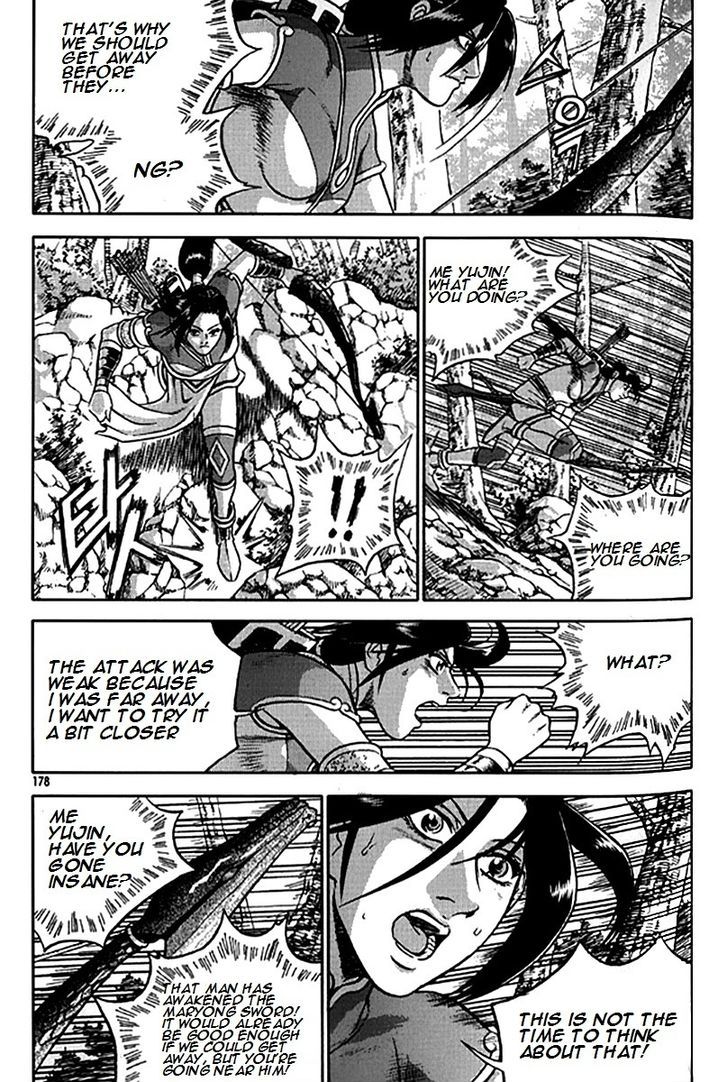 THAT'S WHY
WE SHOULD
GET AWAY
BEFORE
THEY...
NG?
ME YUJIN!
WHAT ARE
YOU DOING?
!!
타
앗
WHERE ARE
YOU GOING?
THE ATTACK WAS
WEAK BECAUSE
I WAS FAR AWAY,
I WANT TO TRY IT
A BIT CLOSER
WHAT?
178
ME
YUJIN,
HAVE YOU
GONE
INSANE?
THAT MAN HAS
AWAKENED THE
MARYONG SWORD!
IT WOULD ALREADY
BE GOOD ENOUGH
IF WE COULD GET
AWAY, BUT YOU'RE
GOING NEAR HIM!
THIS IS NOT THE
TIME TO THINK
ABOUT THAT!